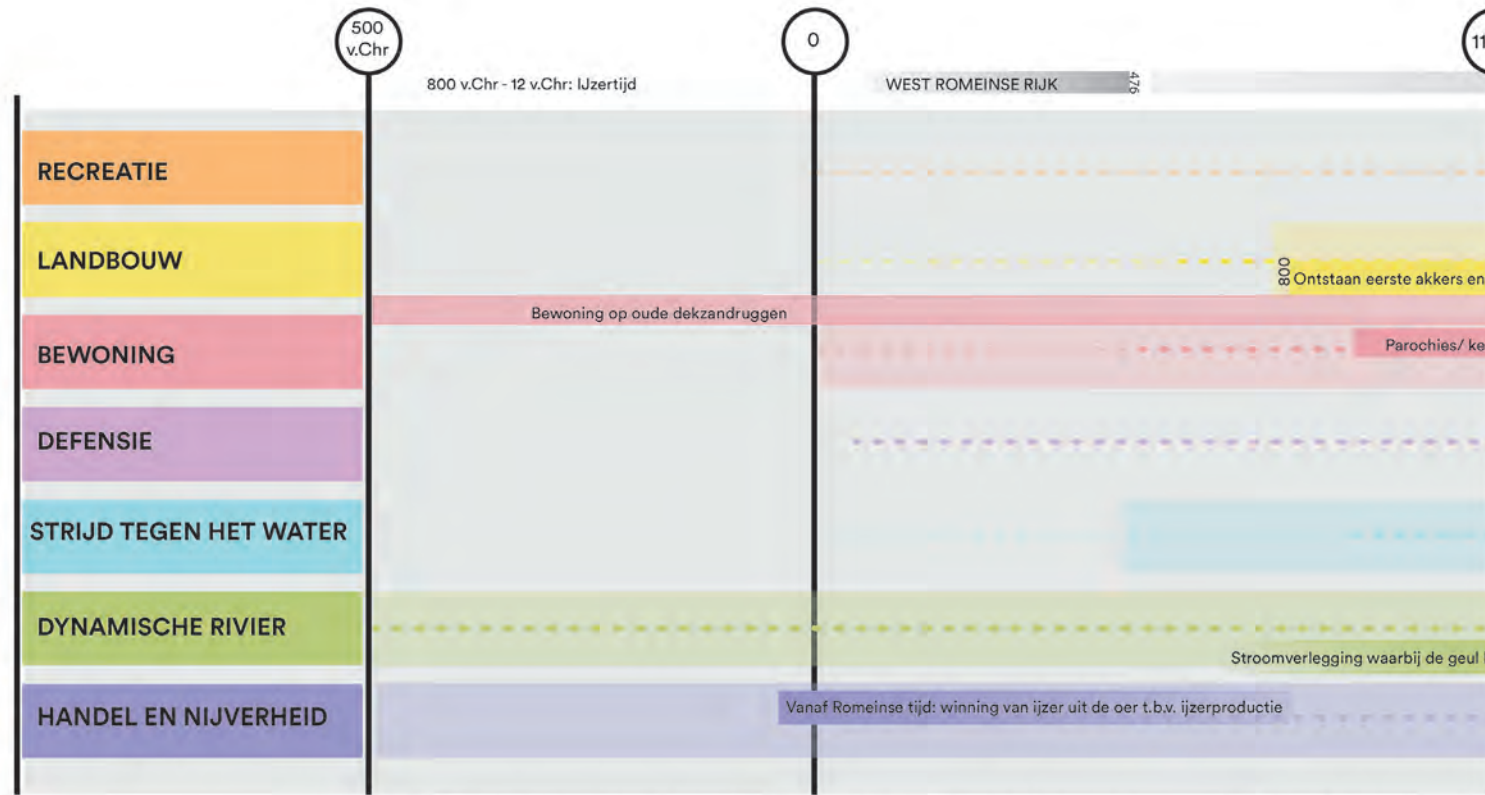 500
v.Chr
0
11
800 v.Chr - 12 v.Chr: IJzertijd
WEST ROMEINSE RIJK
476
RECREATIE
LANDBOUW
800
Ontstaan eerste akkers en
Bewoning op oude dekzandruggen
BEWONING
Parochies/ ke
DEFENSIE
STRIJD TEGEN HET WATER
DYNAMISCHE RIVIER
Stroomverlegging waarbij de geul
HANDEL EN NIJVERHEID
Vanaf Romeinse tijd: winning van ijzer uit de oer t.b.v. ijzerproductie